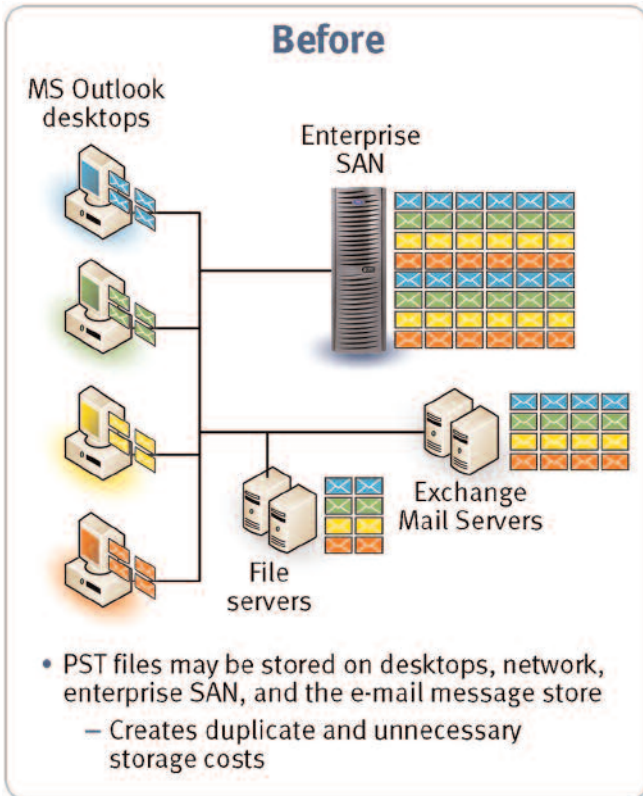 Before
MS Outlook
desktops
Enterprise
SAN
Exchange
Mail Servers
File
servers
• PST files may be stored on desktops, network,
enterprise SAN, and the e-mail message store
– Creates duplicate and unnecessary
storage costs